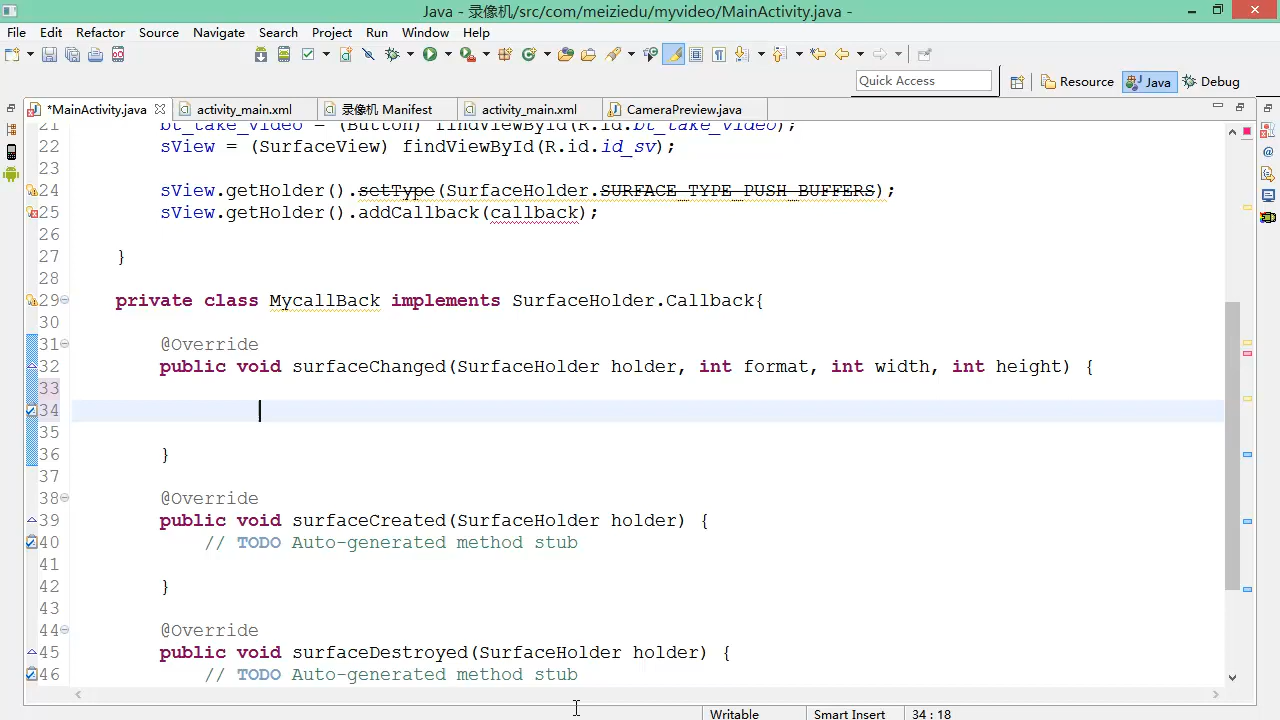 Java - 录像机/src/com/meiziedu/myvideo/MainActivity.java -
File Edit Refactor Source Navigate Search Project Run Window Help
Quick Access Resource Java Debug
*MainActivity.java activity_main.xml 录像机 Manifest activity_main.xml CameraPreview.java
21 bt_take_video = (Button) findViewById(R.id.bt_take_video);
22 sView = (SurfaceView) findViewById(R.id.id_sv);
23
24 sView.getHolder().setType(SurfaceHolder.SURFACE_TYPE_PUSH_BUFFERS);
25 sView.getHolder().addCallback(callback);
26
27 }
28
29 private class MycallBack implements SurfaceHolder.Callback{
30
31 @Override
32 public void surfaceChanged(SurfaceHolder holder, int format, int width, int height) {
33
34
35
36 }
37
38 @Override
39 public void surfaceCreated(SurfaceHolder holder) {
40 // TODO Auto-generated method stub
41
42 }
43
44 @Override
45 public void surfaceDestroyed(SurfaceHolder holder) {
46 // TODO Auto-generated method stub
Writable Smart Insert 34 : 18